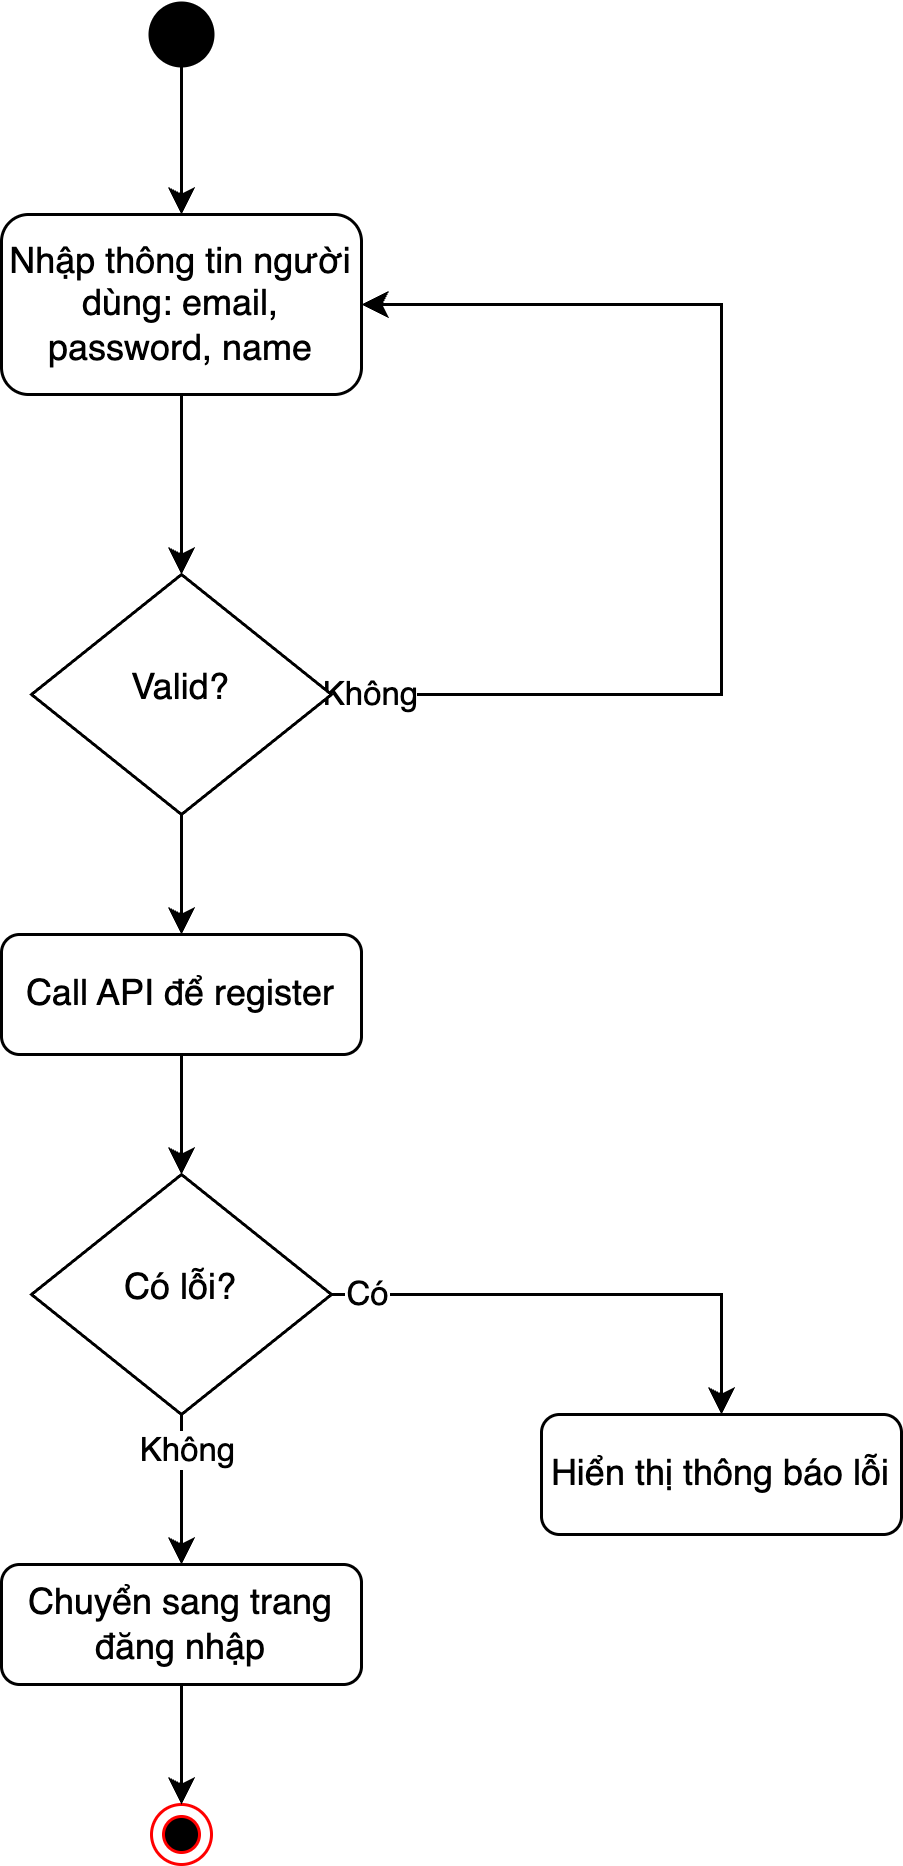 Nhập thông tin người
dùng: email,
password, name
Valid?
Không
Call API để register
Có lỗi?
Có
Không
Hiển thị thông báo lỗi
Chuyển sang trang
đăng nhập